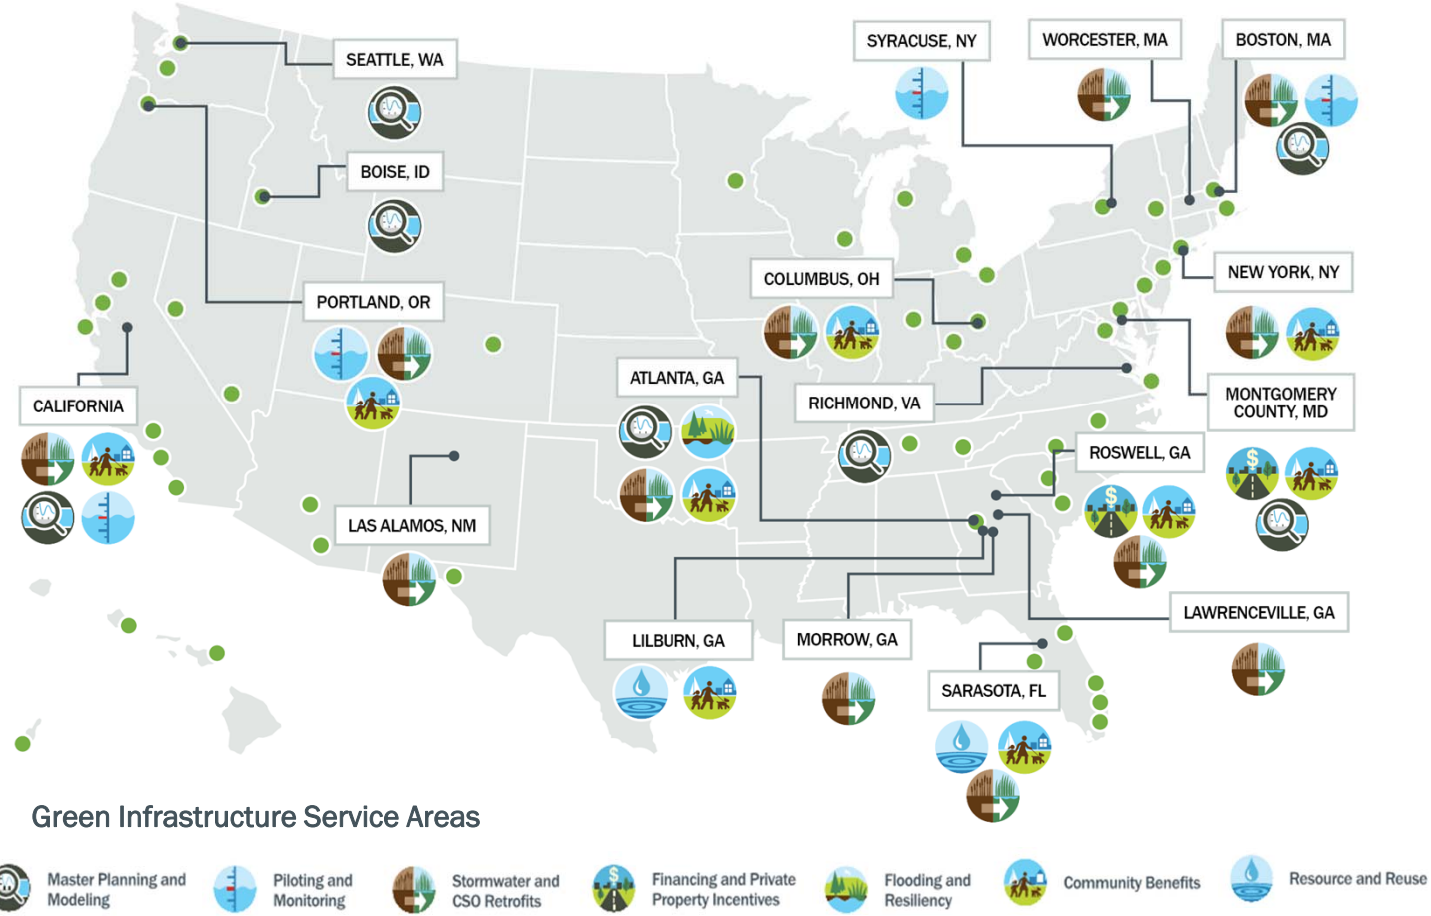 SEATTLE, WA
SYRACUSE, NY
WORCESTER, MA
BOSTON, MA
BOISE, ID
PORTLAND, OR
COLUMBUS, OH
NEW YORK, NY
CALIFORNIA
ATLANTA, GA
RICHMOND, VA
MONTGOMERY
COUNTY, MD
ROSWELL, GA
$
$
LAS ALAMOS, NM
LILBURN, GA
MORROW, GA
LAWRENCEVILLE, GA
SARASOTA, FL
Green Infrastructure Service Areas
Master Planning and
Modeling
Piloting and
Monitoring
Stormwater and
CSO Retrofits
$
Financing and Private
Property Incentives
Flooding and
Resiliency
Community Benefits
Resource and Reuse